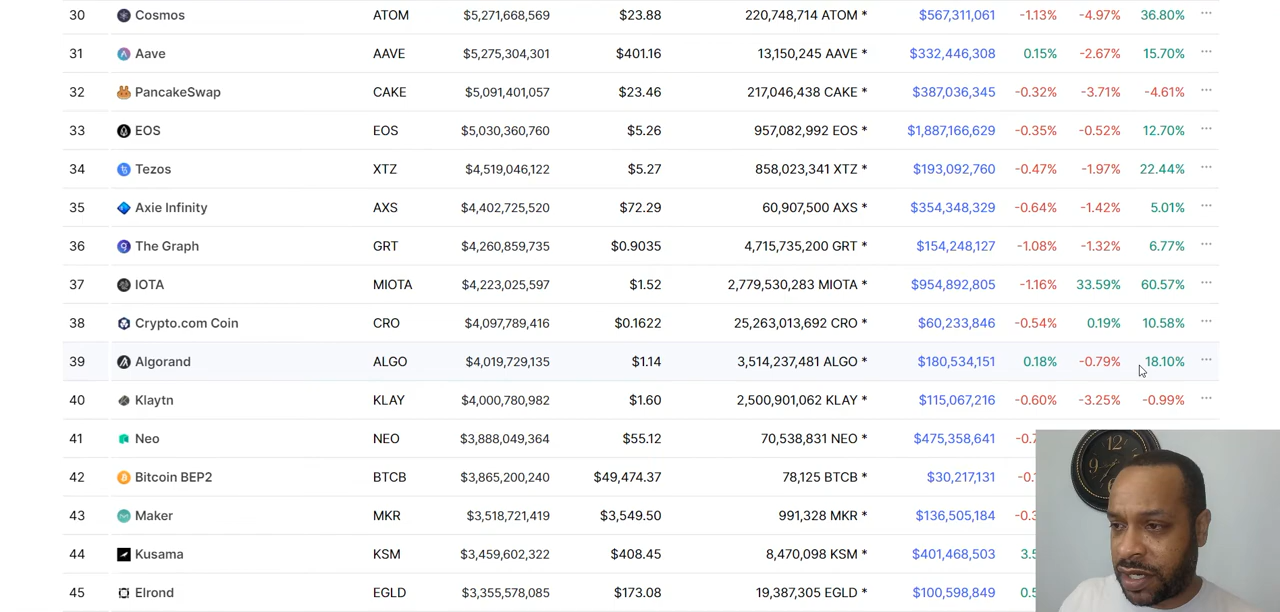 30 Cosmos ATOM $5,271,668,569 $23.88 220,748,714 ATOM * $567,311,061 -1.13% -4.97% 36.80% ...
31 Aave AAVE $5,275,304,301 $401.16 13,150,245 AAVE * $332,446,308 0.15% -2.67% 15.70% ...
32 PancakeSwap CAKE $5,091,401,057 $23.46 217,046,438 CAKE * $387,036,345 -0.32% -3.71% -4.61% ...
33 EOS EOS $5,030,360,760 $5.26 957,082,992 EOS * $1,887,166,629 -0.35% -0.52% 12.70% ...
34 Tezos XTZ $4,519,046,122 $5.27 858,023,341 XTZ * $193,092,760 -0.47% -1.97% 22.44% ...
35 Axie Infinity AXS $4,402,725,520 $72.29 60,907,500 AXS * $354,348,329 -0.64% -1.42% 5.01% ...
36 The Graph GRT $4,260,859,735 $0.9035 4,715,735,200 GRT * $154,248,127 -1.08% -1.32% 6.77% ...
37 IOTA MIOTA $4,223,025,597 $1.52 2,779,530,283 MIOTA * $954,892,805 -1.16% 33.59% 60.57% ...
38 Crypto.com Coin CRO $4,097,789,416 $0.1622 25,263,013,692 CRO * $60,233,846 -0.54% 0.19% 10.58% ...
39 Algorand ALGO $4,019,729,135 $1.14 3,514,237,481 ALGO * $180,534,151 0.18% -0.79% 18.10% ...
40 Klaytn KLAY $4,000,780,982 $1.60 2,500,901,062 KLAY * $115,067,216 -0.60% -3.25% -0.99% ...
41 Neo NEO $3,888,049,364 $55.12 70,538,831 NEO * $475,358,641
42 Bitcoin BEP2 BTCB $3,865,200,240 $49,474.37 78,125 BTCB * $30,217,131
43 Maker MKR $3,518,721,419 $3,549.50 991,328 MKR * $136,505,184
44 Kusama KSM $3,459,602,322 $408.45 8,470,098 KSM * $401,468,503
45 Elrond EGLD $3,355,578,085 $173.08 19,387,305 EGLD * $100,598,849
12
9